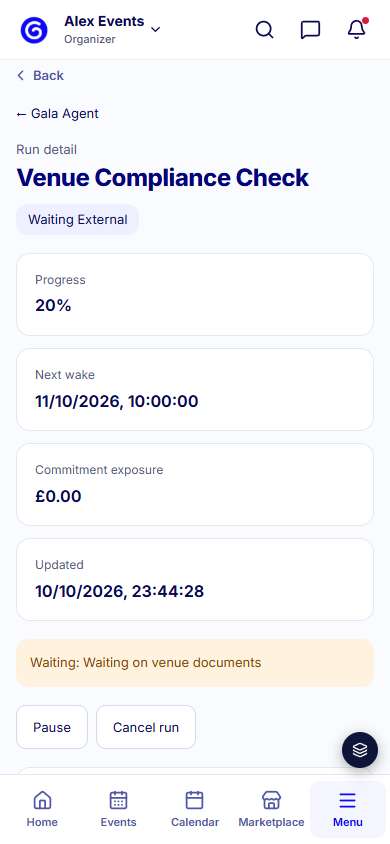 Alex Events
Organizer
Back
← Gala Agent
Run detail
Venue Compliance Check
Waiting External
Progress
20%
Next wake
11/10/2026, 10:00:00
Commitment exposure
£0.00
Updated
10/10/2026, 23:44:28
Waiting: Waiting on venue documents
Pause Cancel run
Home Events Calendar Marketplace Menu